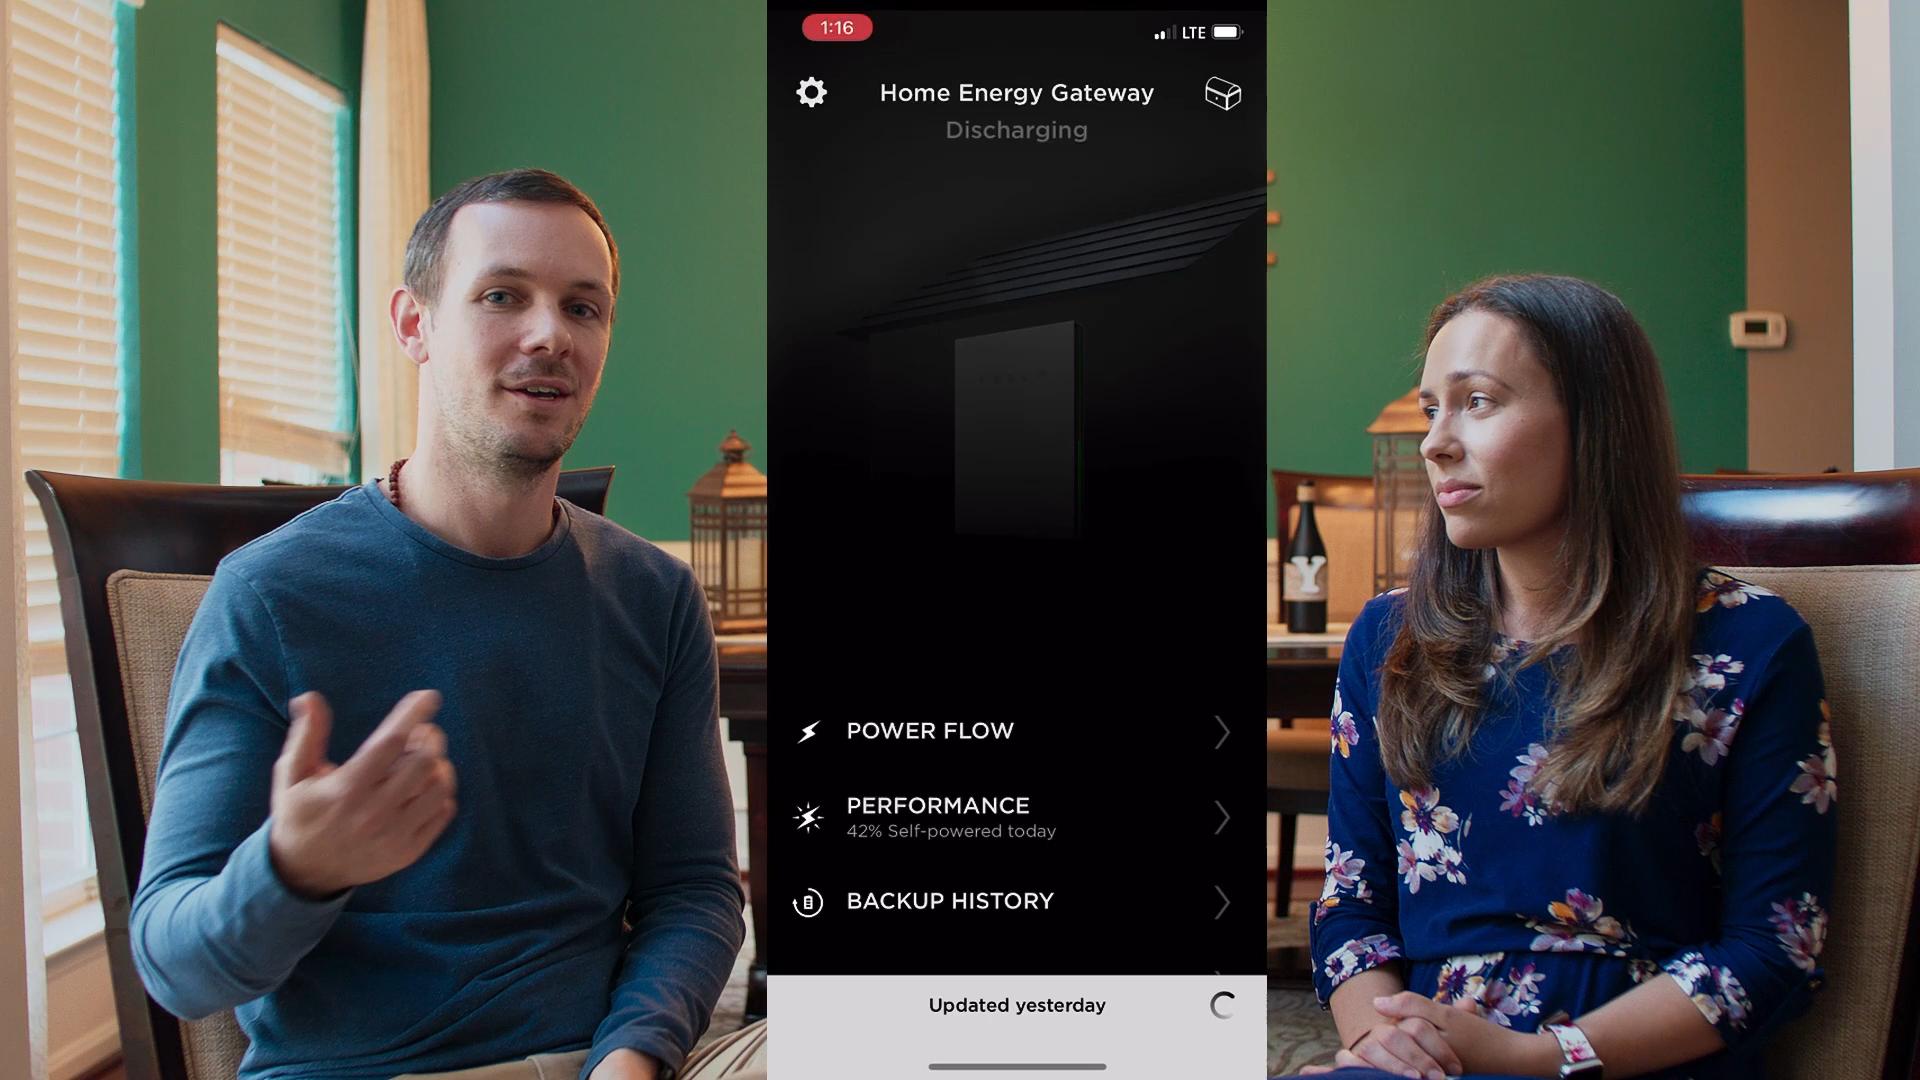 1:16
LTE
Home Energy Gateway
Discharging
POWER FLOW
PERFORMANCE
42% Self-powered today
BACKUP HISTORY
Updated yesterday
Y